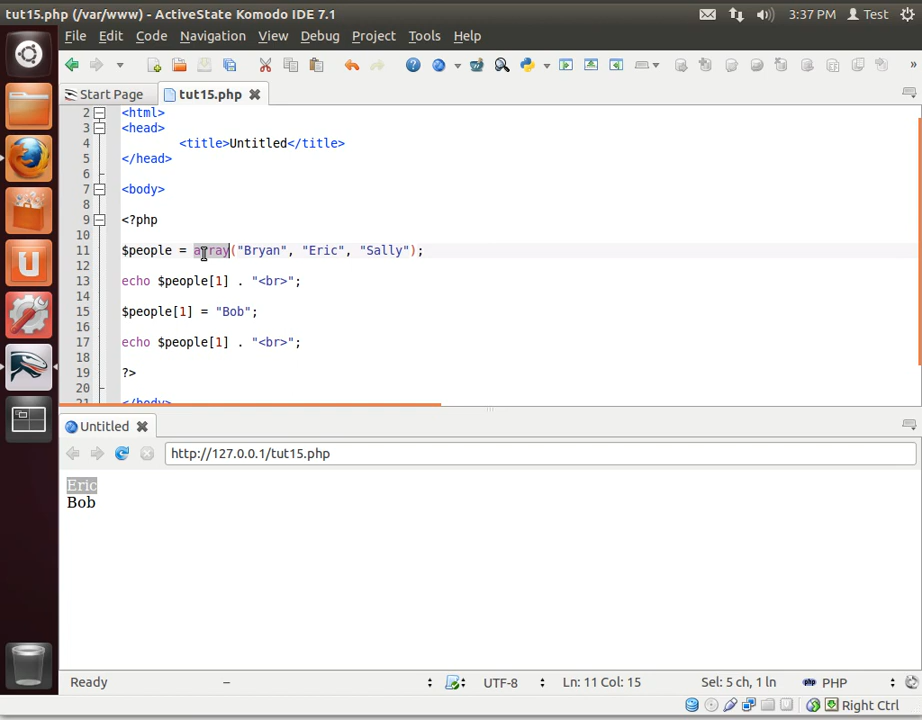 tut15.php (/var/www) - ActiveState Komodo IDE 7.1
3:37 PM Test
File Edit Code Navigation View Debug Project Tools Help
Start Page tut15.php
2 <html>
3 <head>
4 <title>Untitled</title>
5 </head>
6
7 <body>
8
9 <?php
10
11 $people = array("Bryan", "Eric", "Sally");
12
13 echo $people[1] . "<br>";
14
15 $people[1] = "Bob";
16
17 echo $people[1] . "<br>";
18
19 ?>
20
21 </body>
Untitled
http://127.0.0.1/tut15.php
Eric
Bob
Ready – UTF-8 Ln: 11 Col: 15 Sel: 5 ch, 1 ln php PHP
Right Ctrl